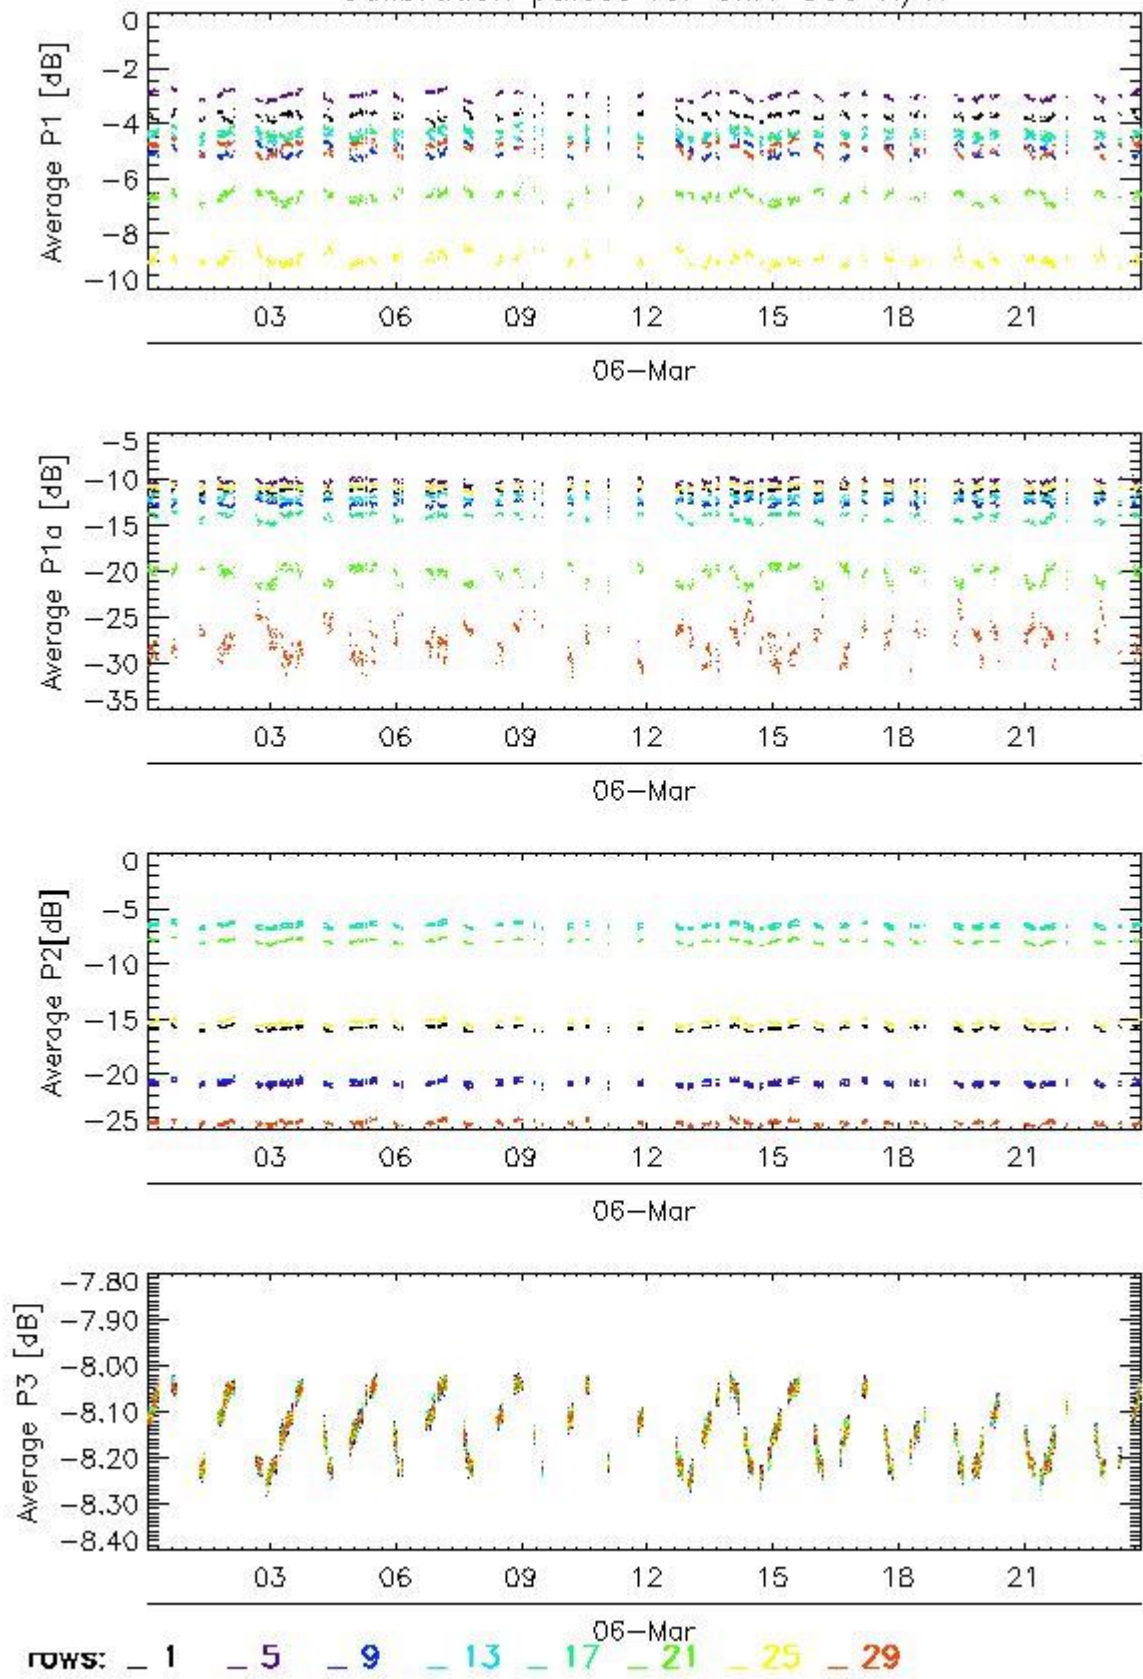 0
-2
-4
-6
-8
-10
Average P1 [dB]
03 06 09 12 15 18 21
06-Mar
-5
-10
-15
-20
-25
-30
-35
Average P1a [dB]
03 06 09 12 15 18 21
06-Mar
0
-5
-10
-15
-20
-25
Average P2[dB]
03 06 09 12 15 18 21
06-Mar
-7.80
-7.90
-8.00
-8.10
-8.20
-8.30
-8.40
Average P3 [dB]
03 06 09 12 15 18 21
06-Mar
rows: _ 1 _ 5 _ 9 _ 13 _ 17 _ 21 _ 25 _ 29